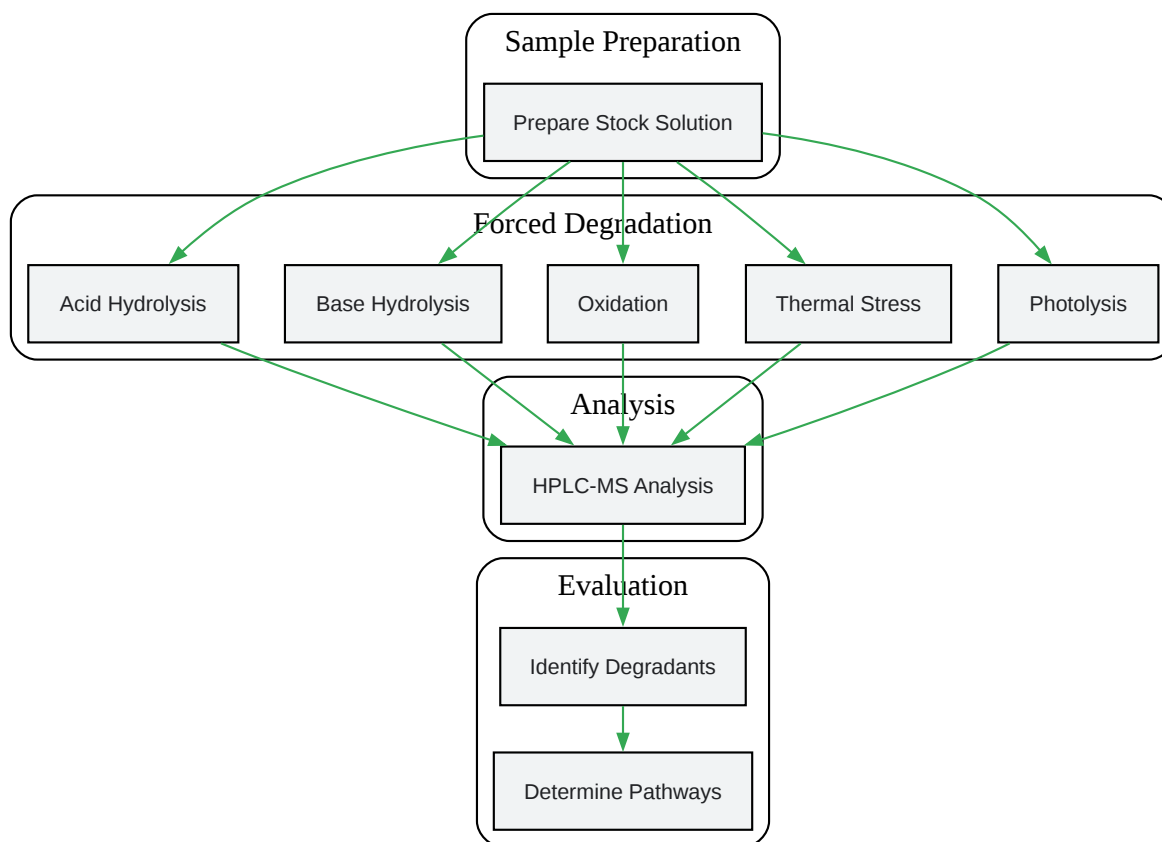 Sample Preparation
Prepare Stock Solution
Forced Degradation
Acid Hydrolysis
Base Hydrolysis
Oxidation
Thermal Stress
Photolysis
Analysis
HPLC-MS Analysis
Evaluation
Identify Degradants
Determine Pathways